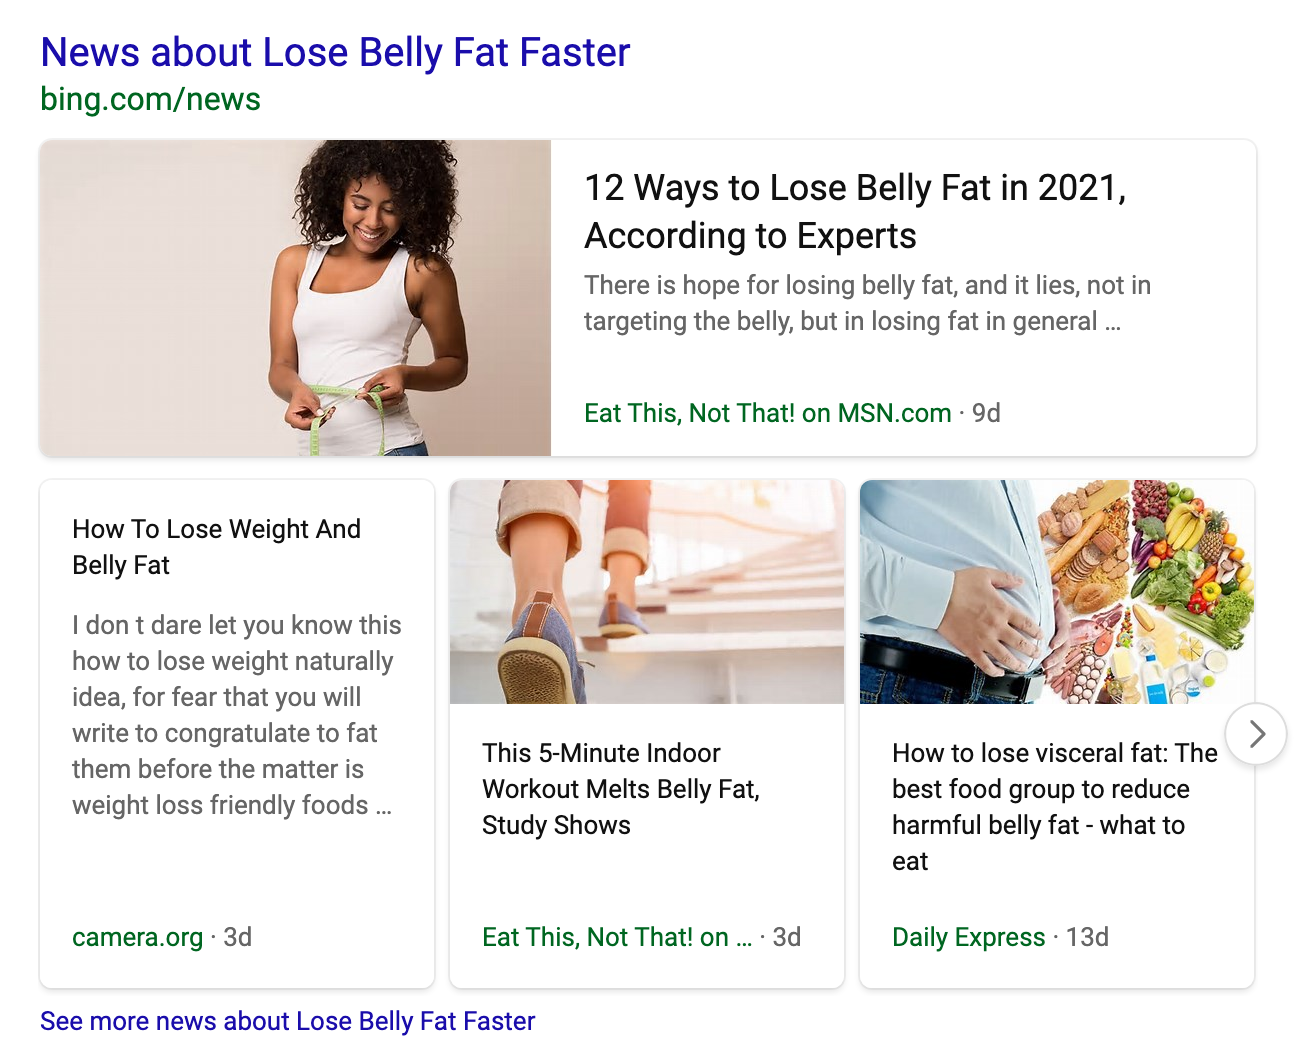 News about Lose Belly Fat Faster
bing.com/news
12 Ways to Lose Belly Fat in 2021,
According to Experts
There is hope for losing belly fat, and it lies, not in
targeting the belly, but in losing fat in general ...
Eat This, Not That! on MSN.com · 9d
How To Lose Weight And
Belly Fat
I don t dare let you know this
how to lose weight naturally
idea, for fear that you will
write to congratulate to fat
them before the matter is
weight loss friendly foods ...
camera.org · 3d
This 5-Minute Indoor
Workout Melts Belly Fat,
Study Shows
Eat This, Not That! on ... · 3d
How to lose visceral fat: The
best food group to reduce
harmful belly fat - what to
eat
Daily Express · 13d
See more news about Lose Belly Fat Faster